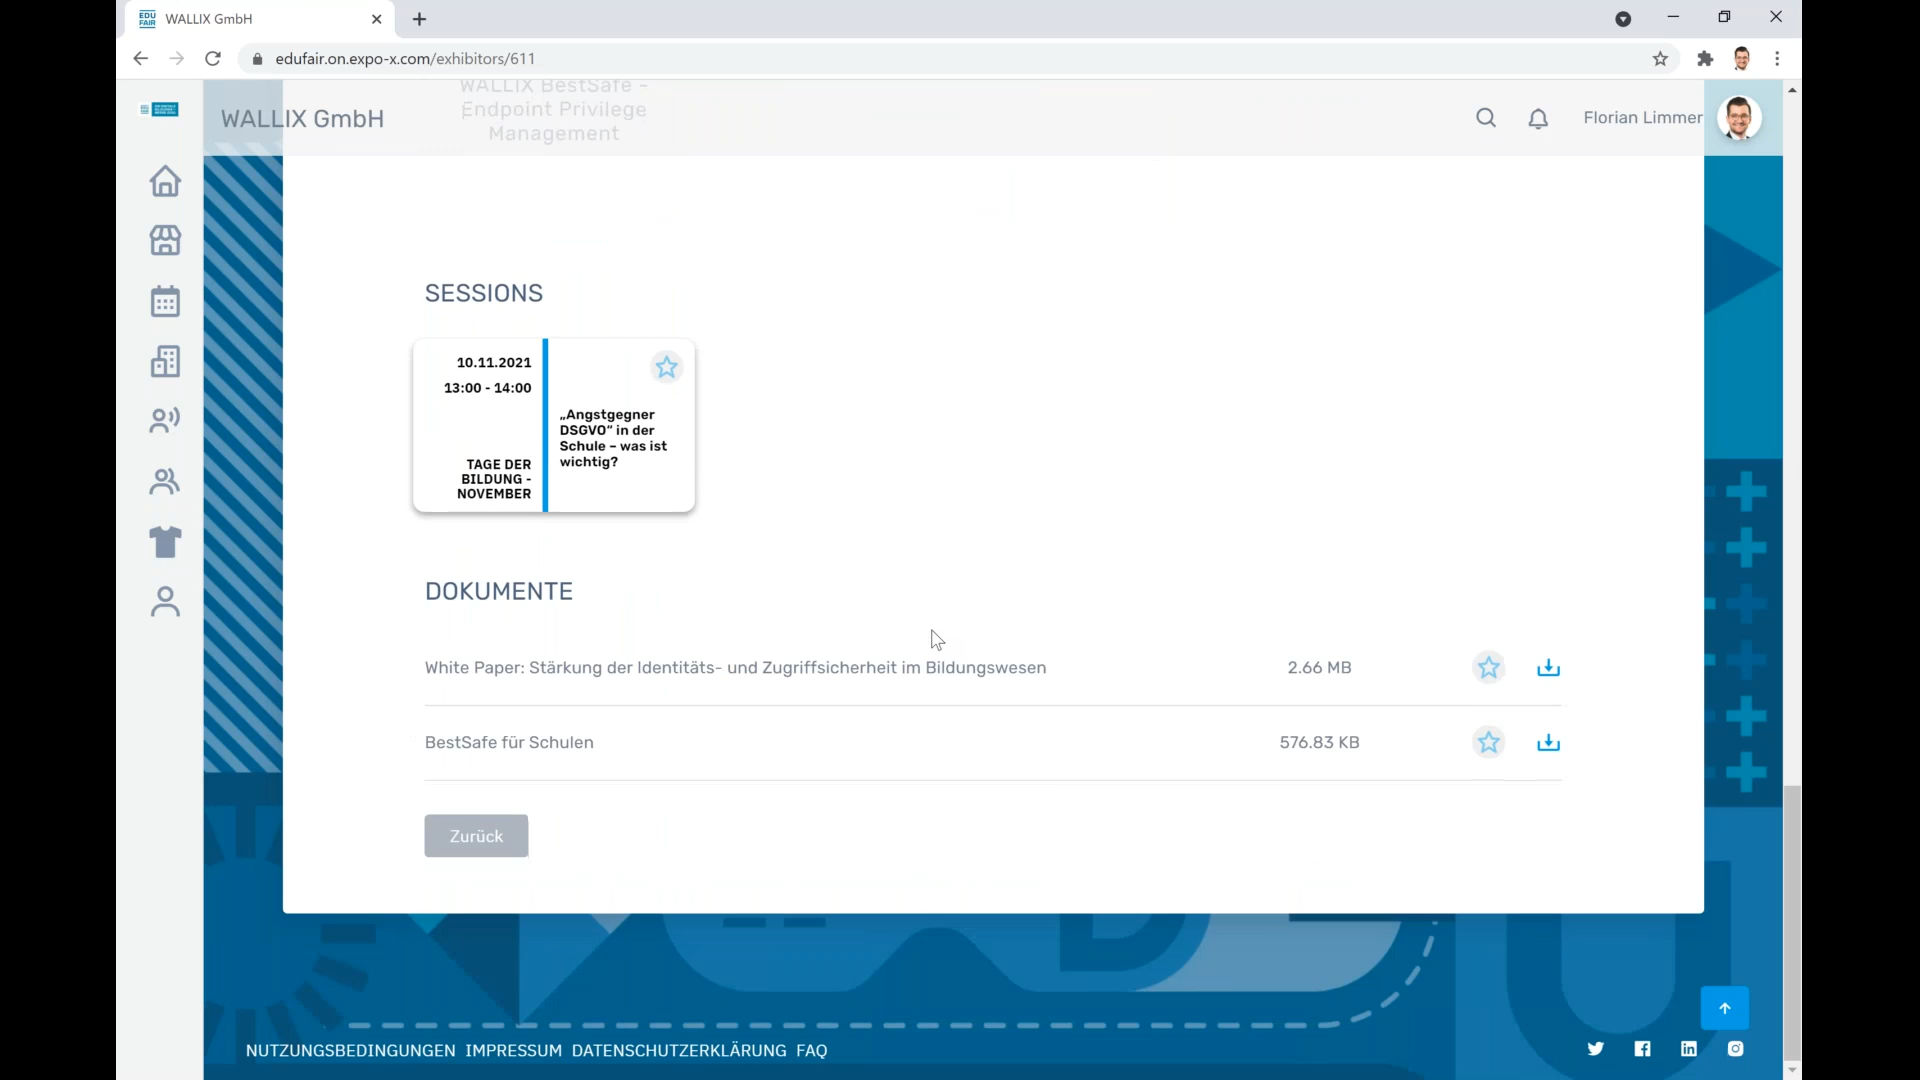 EDU
FAIR
WALLIX GmbH
edufair.on.expo-x.com/exhibitors/611
WALLIX BestSafe -
Endpoint Privilege
Management
WALLIX GmbH
Florian Limmer
SESSIONS
10.11.2021
13:00 - 14:00
TAGE DER
BILDUNG -
NOVEMBER
„Angstgegner
DSGVO“ in der
Schule – was ist
wichtig?
DOKUMENTE
White Paper: Stärkung der Identitäts- und Zugriffsicherheit im Bildungswesen 2.66 MB
BestSafe für Schulen 576.83 KB
Zurück
NUTZUNGSBEDINGUNGEN IMPRESSUM DATENSCHUTZERKLÄRUNG FAQ